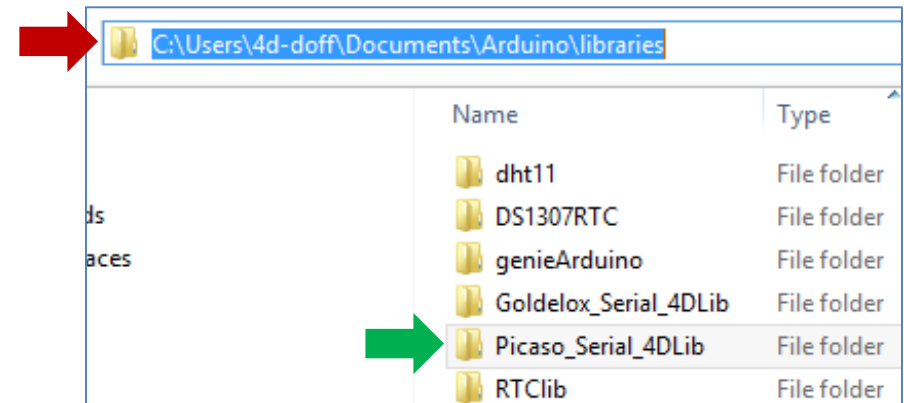 C:\Users\4d-doff\Documents\Arduino\libraries
Name Type
dht11 File folder
ds DS1307RTC File folder
aces genieArduino File folder
Goldelox_Serial_4DLib File folder
Picaso_Serial_4DLib File folder
RTClib File folder